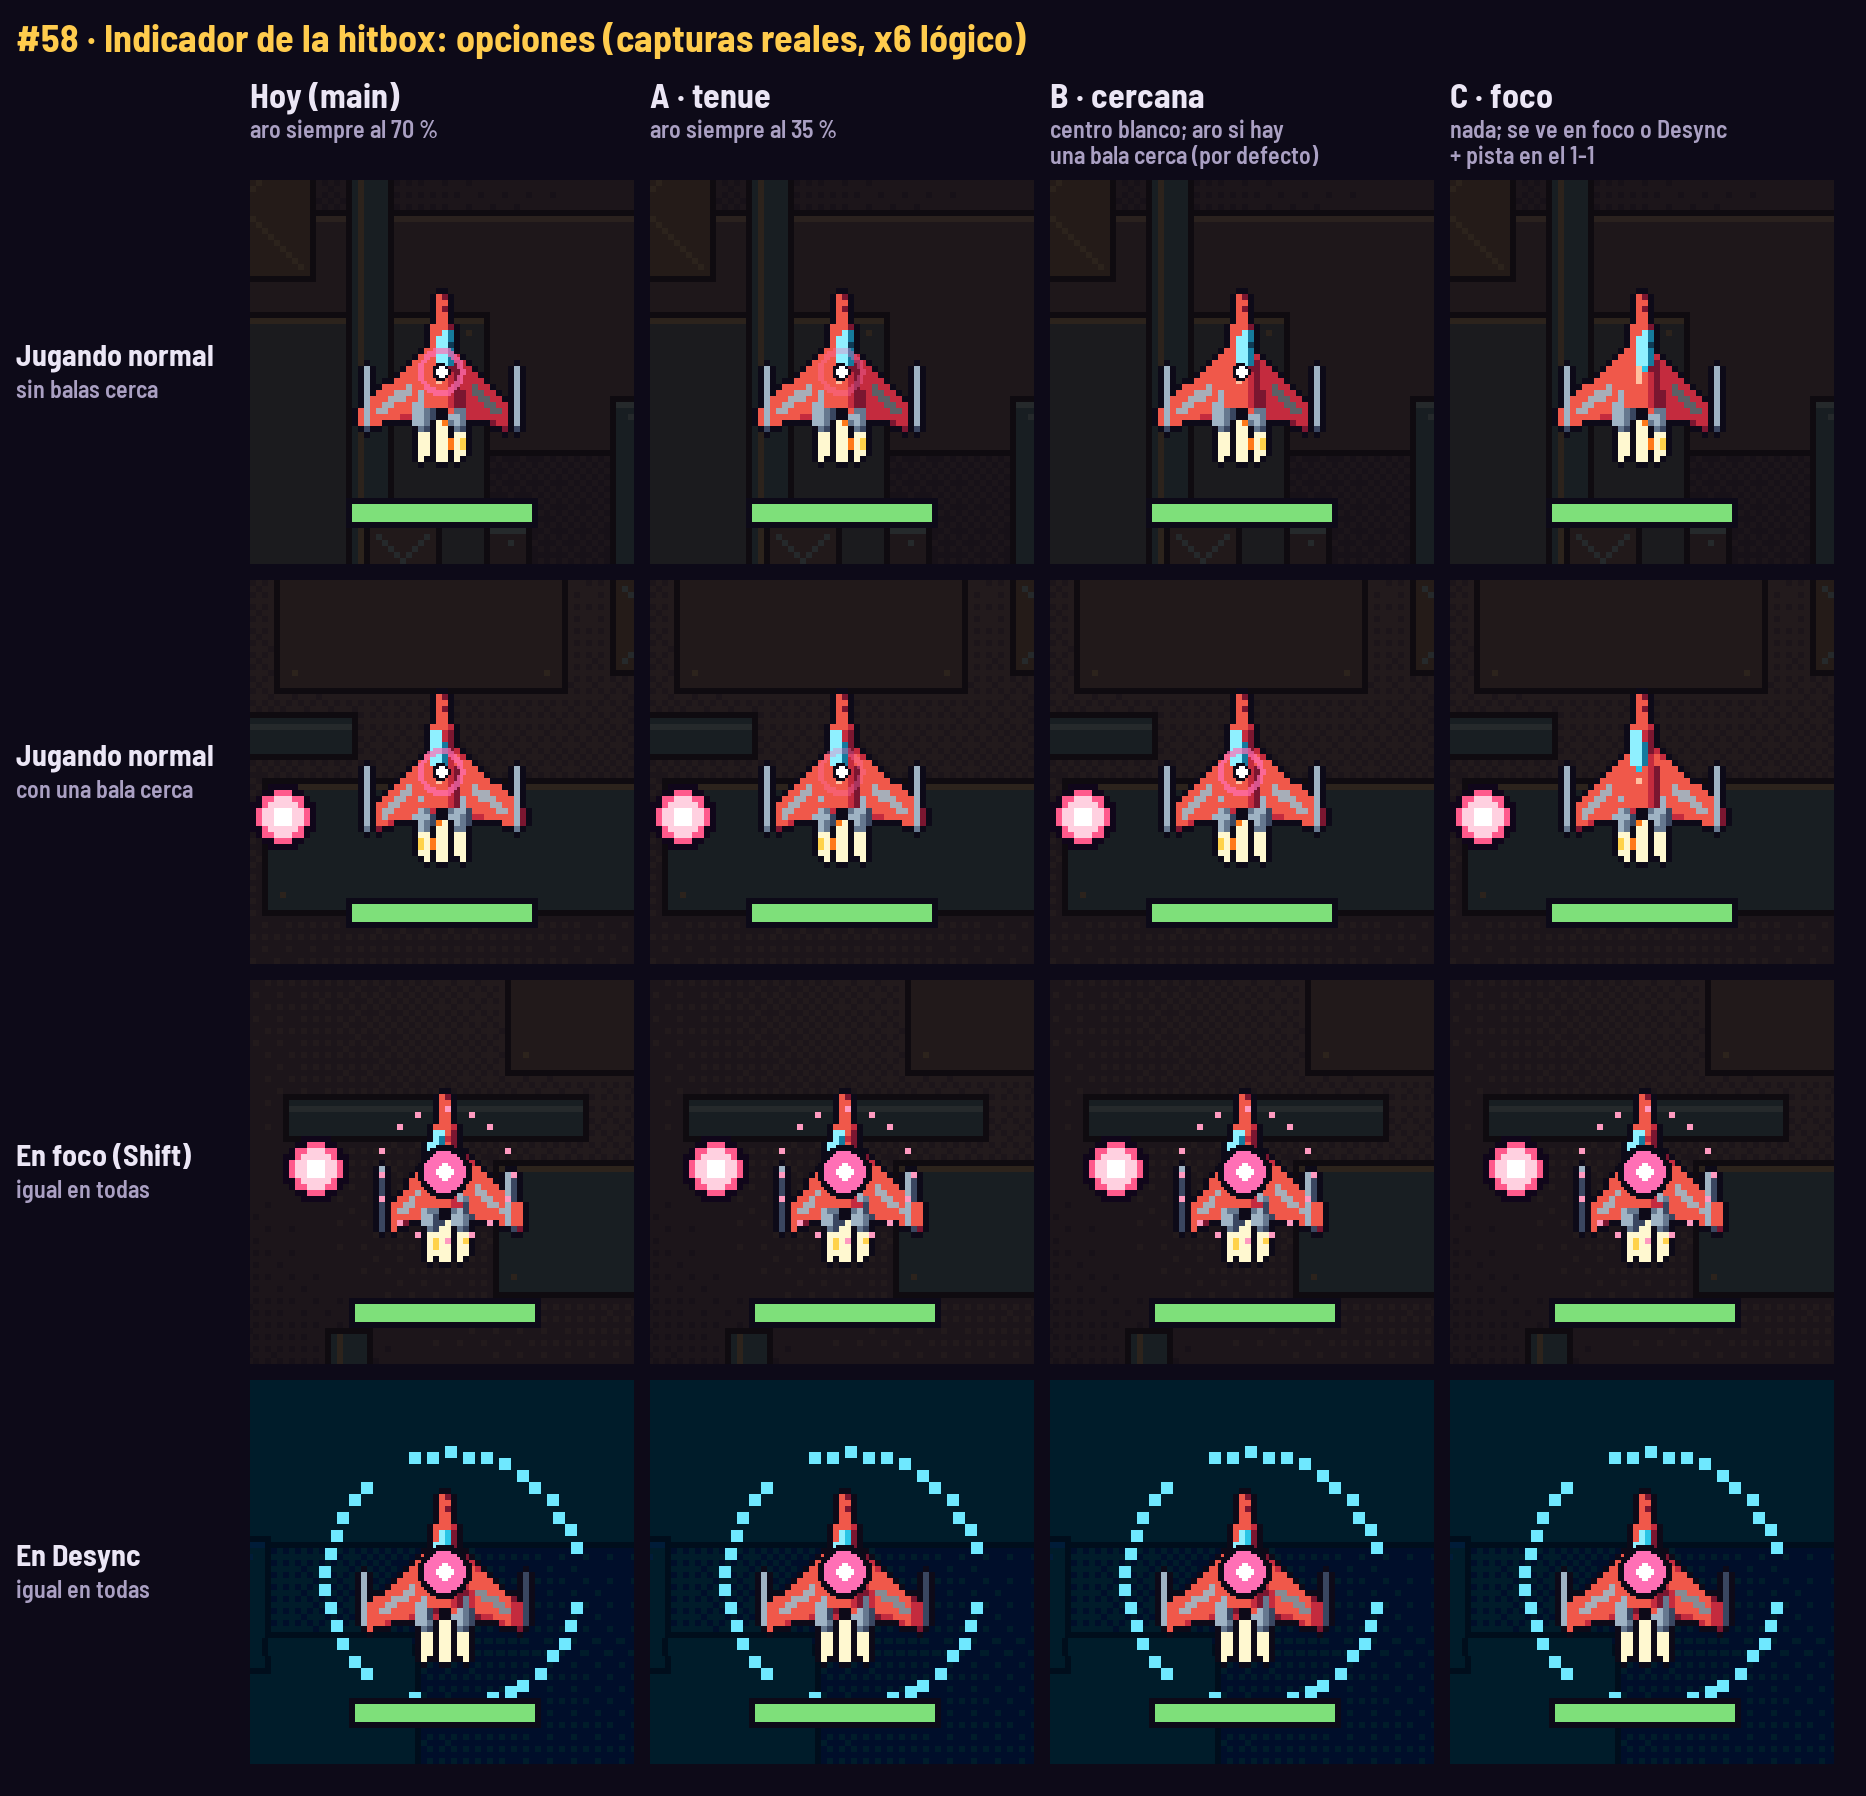 #58 · Indicador de la hitbox: opciones (capturas reales, x6 lógico)
Hoy (main)
aro siempre al 70 %
A · tenue
aro siempre al 35 %
B · cercana
centro blanco; aro si hay
una bala cerca (por defecto)
C · foco
nada; se ve en foco o Desync
+ pista en el 1-1
Jugando normal
sin balas cerca
Jugando normal
con una bala cerca
En foco (Shift)
igual en todas
En Desync
igual en todas